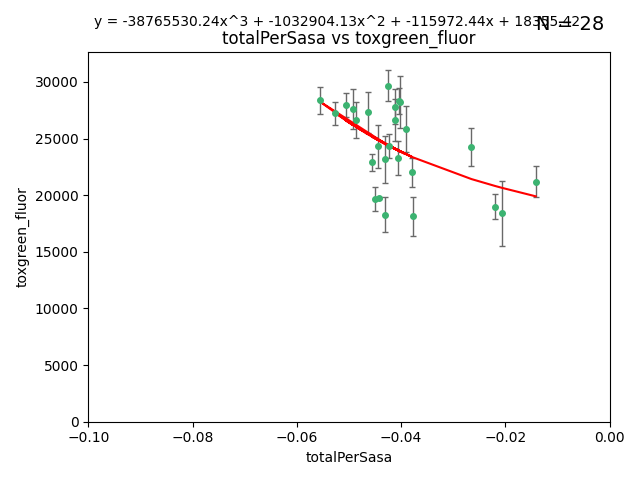 y = -38765530.24x^3 + -1032904.13x^2 + -115972.44x + 18
N = 28
totalPerSasa vs toxgreen_fluor
toxgreen_fluor
30000
25000
20000
15000
10000
5000
0
−0.10 −0.08 −0.06 −0.04 −0.02 0.00
totalPerSasa